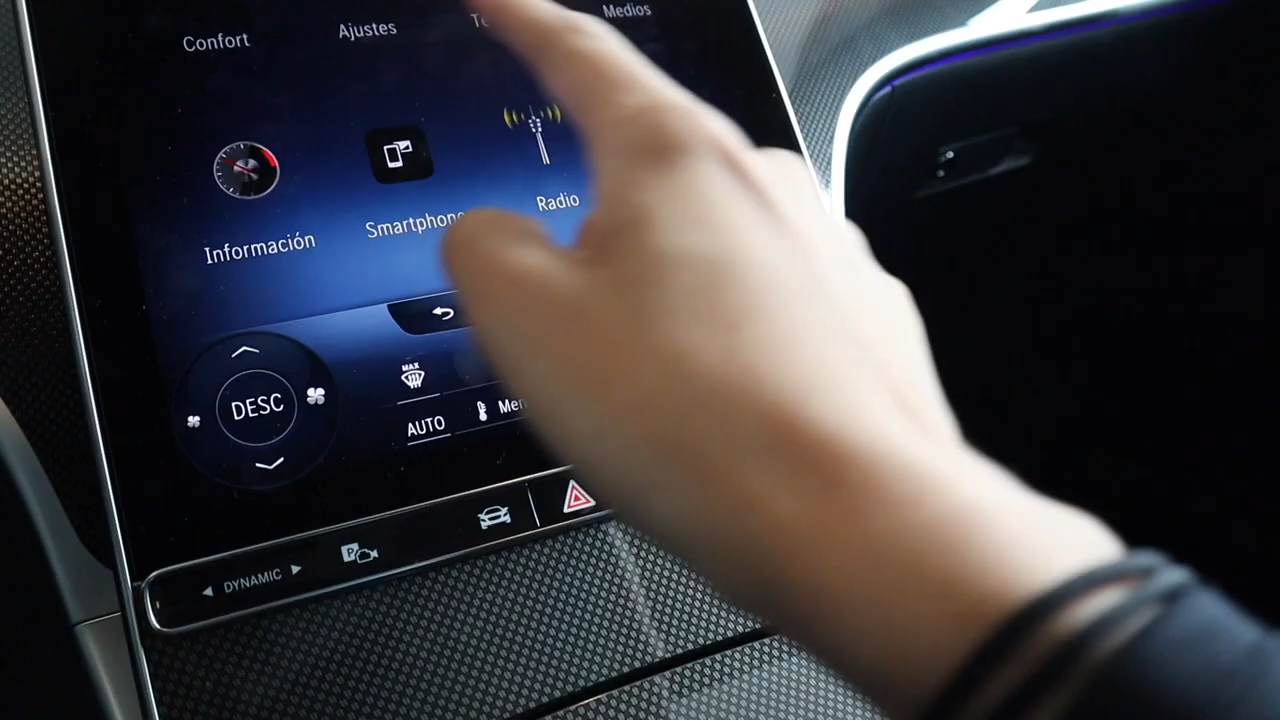 Confort
Ajustes
Medios
Información
Smartphone
Radio
DESC
MAX
AUTO
DYNAMIC
P